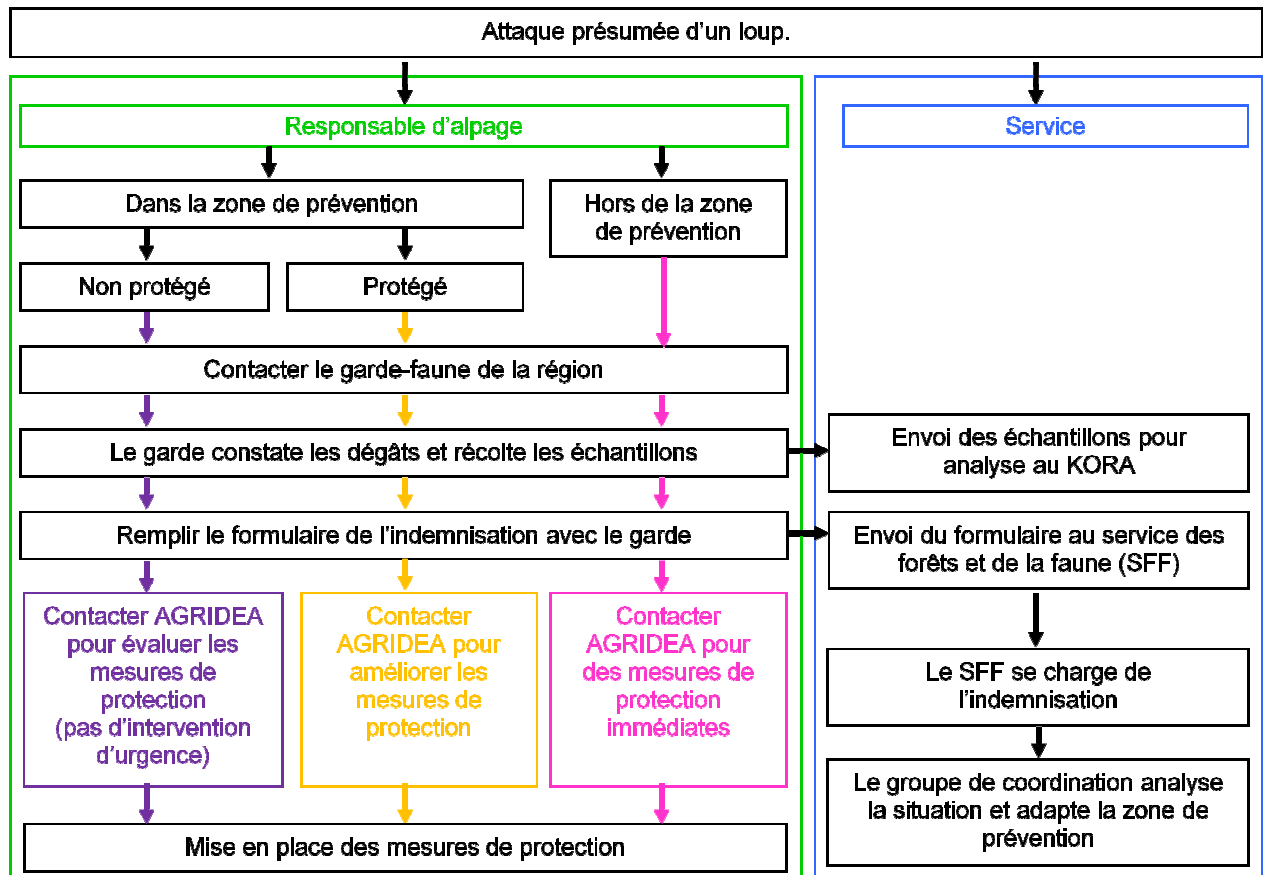 Attaque présumée d'un loup.
Responsable d'alpage
Service
Dans la zone de prévention
Hors de la zone
de prévention
Non protégé
Protégé
Contacter le garde-faune de la région
Le garde constate les dégâts et récolte les échantillons
Envoi des échantillons pour
analyse au KORA
Remplir le formulaire de l'indemnisation avec le garde
Envoi du formulaire au service des
forêts et de la faune (SFF)
Contacter AGRIDEA
pour évaluer les
mesures de
protection
(pas d'intervention
d'urgence)
Contacter
AGRIDEA pour
améliorer les
mesures de
protection
Contacter
AGRIDEA pour
des mesures de
protection
immédiates
Le SFF se charge de
l'indemnisation
Le groupe de coordination analyse
la situation et adapte la zone de
prévention
Mise en place des mesures de protection